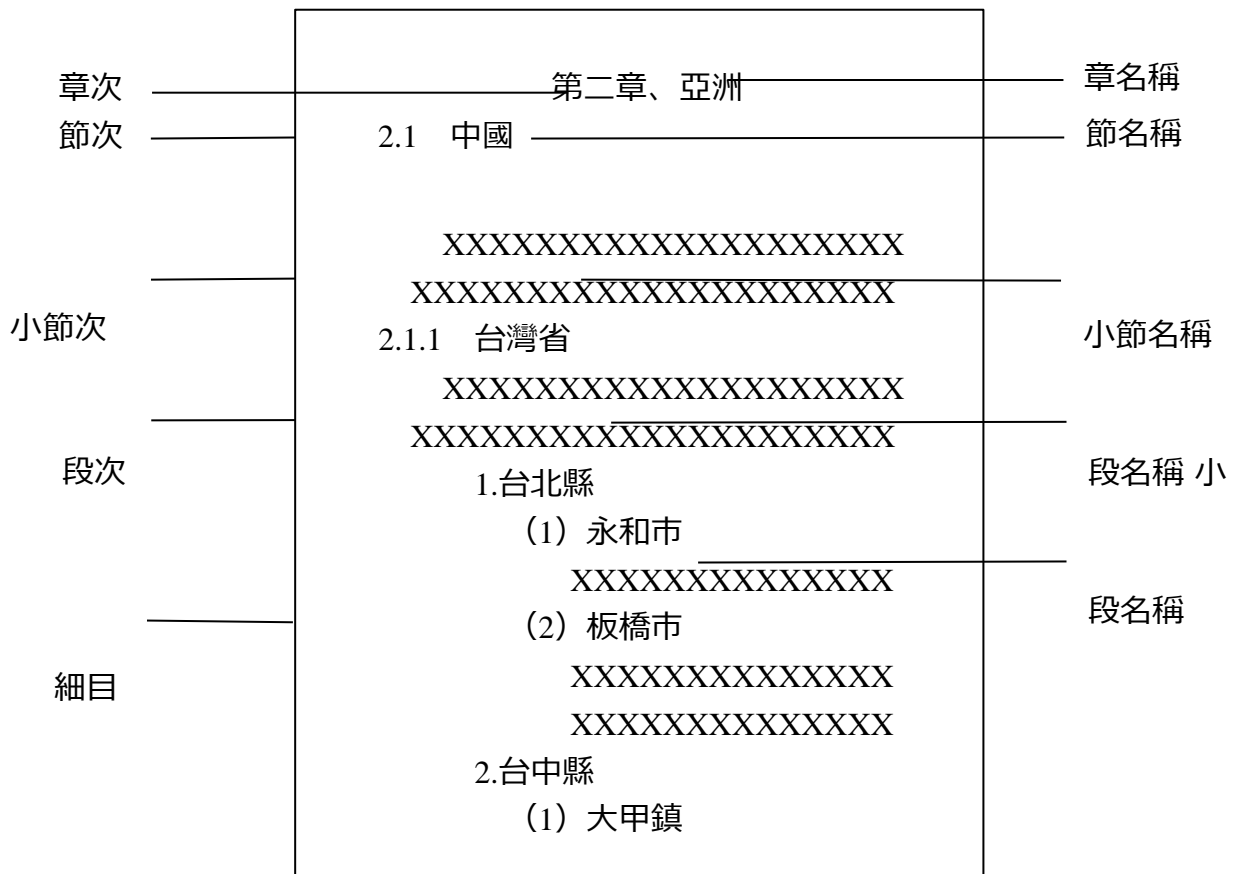 章次 第二章、亞洲 章名稱
節次 2.1 中國 節名稱
XXXXXXXXXXXXXXXXXXXX
XXXXXXXXXXXXXXXXXXXXX
小節次 2.1.1 台灣省 小節名稱
XXXXXXXXXXXXXXXXXXXX
XXXXXXXXXXXXXXXXXXXXX
段次 1.台北縣 段名稱 小
（1）永和市
XXXXXXXXXXXXXX
（2）板橋市 段名稱
細目 XXXXXXXXXXXXXX
XXXXXXXXXXXXXX
2.台中縣
（1）大甲鎮